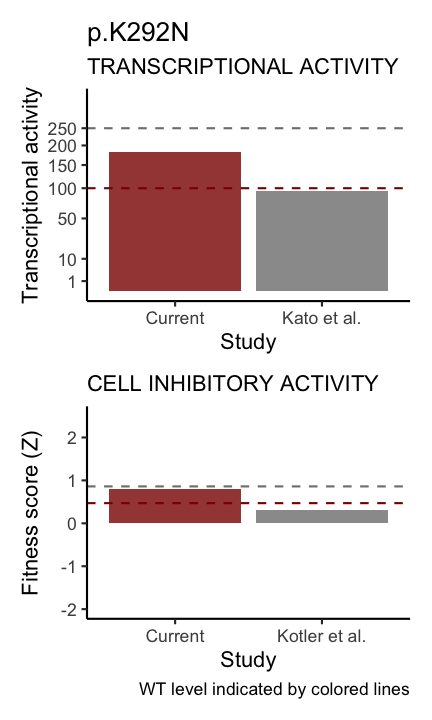 p.K292N
TRANSCRIPTIONAL ACTIVITY
Transcriptional activity
250
200
150
100
50
10
1
Current
Kato et al.
Study
CELL INHIBITORY ACTIVITY
Fitness score (Z)
2
1
0
-1
-2
Current
Kotler et al.
Study
WT level indicated by colored lines